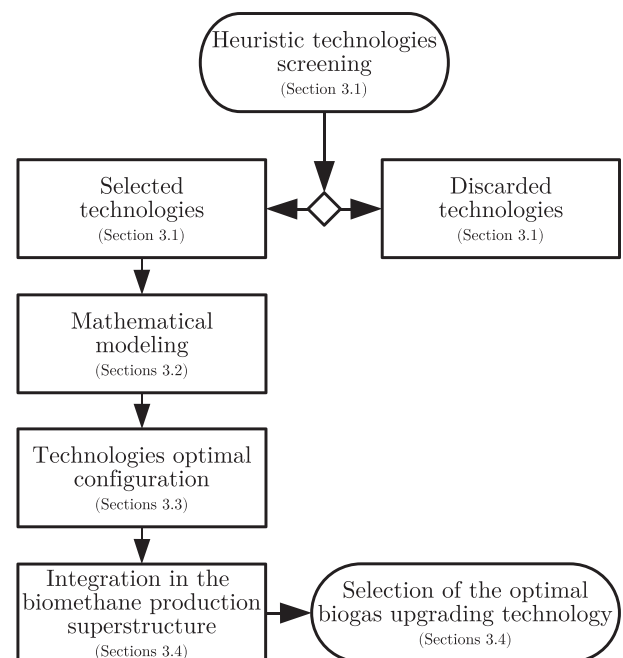 Heuristic technologies
screening
(Section 3.1)
Selected
technologies
(Section 3.1)
Discarded
technologies
(Section 3.1)
Mathematical
modeling
(Sections 3.2)
Technologies optimal
configuration
(Sections 3.3)
Integration in the
biomethane production
superstructure
(Sections 3.4)
Selection of the optimal
biogas upgrading technology
(Sections 3.4)